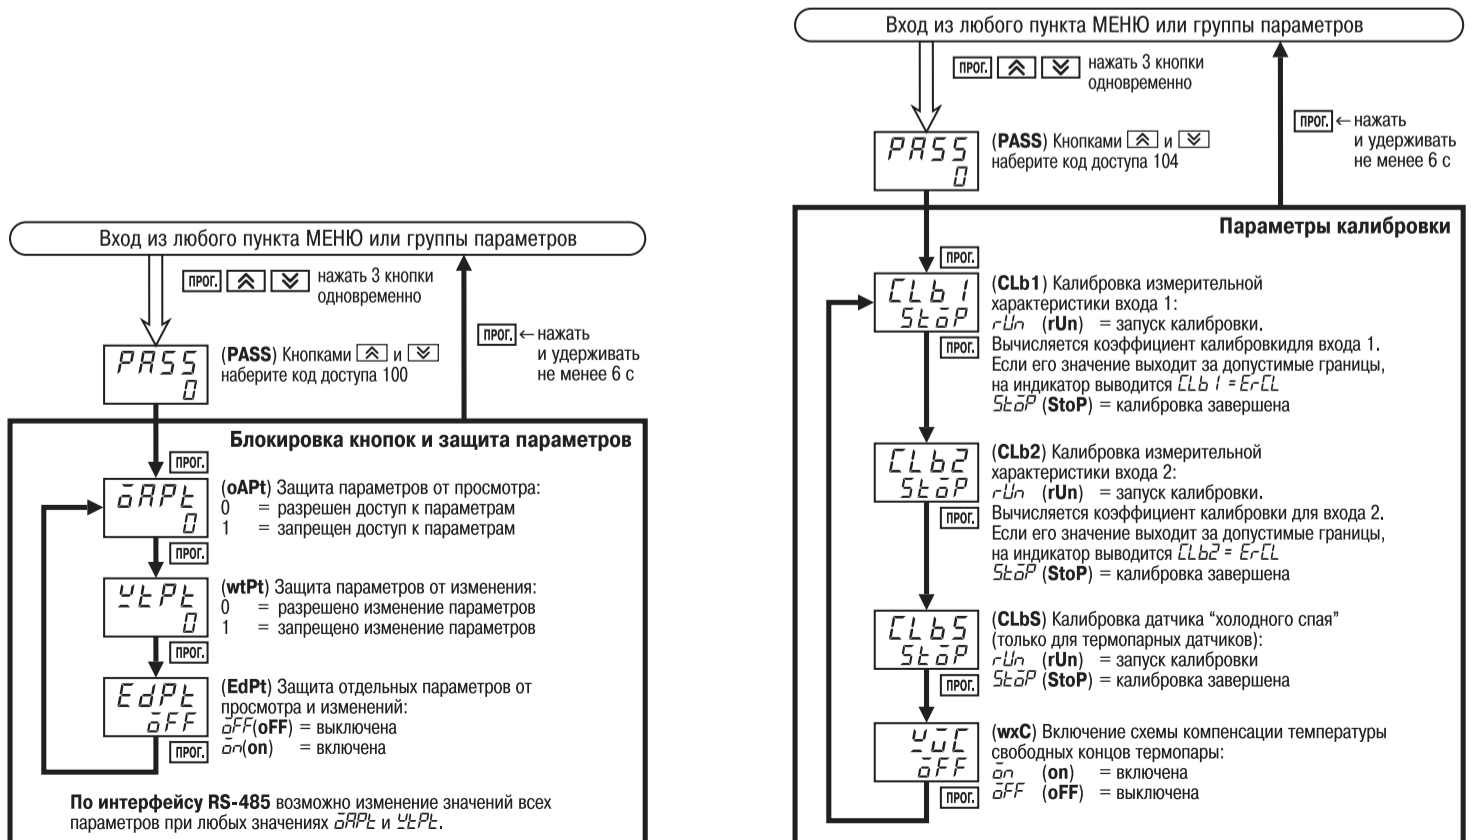 Вход из любого пункта МЕНЮ или группы параметров
ПРОГ. нажать 3 кнопки
одновременно
PASS
0
(PASS) Кнопками и
наберите код доступа 100
ПРОГ. ← нажать
и удерживать
не менее 6 с
Блокировка кнопок и защита параметров
ПРОГ.
oAPt
0
(oAPt) Защита параметров от просмотра:
0 = разрешен доступ к параметрам
1 = запрещен доступ к параметрам
ПРОГ.
wtPt
0
(wtPt) Защита параметров от изменения:
0 = разрешено изменение параметров
1 = запрещено изменение параметров
ПРОГ.
EdPt
oFF
(EdPt) Защита отдельных параметров от
просмотра и изменений:
oFF(oFF) = выключена
on(on) = включена
ПРОГ.
По интерфейсу RS-485 возможно изменение значений всех
параметров при любых значениях oAPt и wtPt.
Вход из любого пункта МЕНЮ или группы параметров
ПРОГ. нажать 3 кнопки
одновременно
PASS
0
(PASS) Кнопками и
наберите код доступа 104
ПРОГ. ← нажать
и удерживать
не менее 6 с
Параметры калибровки
ПРОГ.
CLb1
StoP
(CLb1) Калибровка измерительной
характеристики входа 1:
rUn (rUn) = запуск калибровки.
Вычисляется коэффициент калибровкидля входа 1.
Если его значение выходит за допустимые границы,
на индикатор выводится CLb1 = ErCL
StoP (StoP) = калибровка завершена
ПРОГ.
CLb2
StoP
(CLb2) Калибровка измерительной
характеристики входа 2:
rUn (rUn) = запуск калибровки.
Вычисляется коэффициент калибровки для входа 2.
Если его значение выходит за допустимые границы,
на индикатор выводится CLb2 = ErCL
StoP (StoP) = калибровка завершена
ПРОГ.
CLbS
StoP
(CLbS) Калибровка датчика “холодного спая”
(только для термопарных датчиков):
rUn (rUn) = запуск калибровки
StoP (StoP) = калибровка завершена
ПРОГ.
oFF
(wxC) Включение схемы компенсации температуры
свободных концов термопары:
on (on) = включена
oFF (oFF) = выключена
ПРОГ.